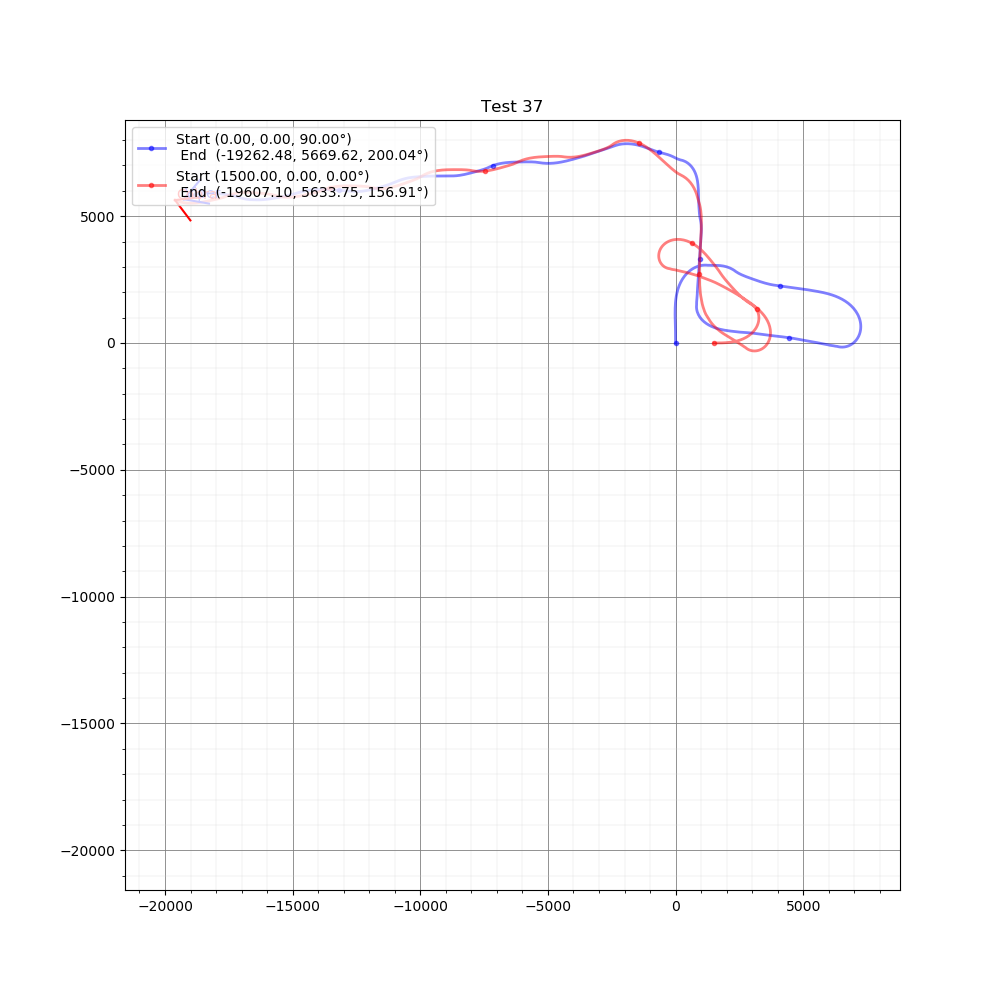 Test 37
Start (0.00, 0.00, 90.00°)
End  (-19262.48, 5669.62, 200.04°)
Start (1500.00, 0.00, 0.00°)
End  (-19607.10, 5633.75, 156.91°)
5000
0
−5000
−10000
−15000
−20000
−20000 −15000 −10000 −5000 0 5000